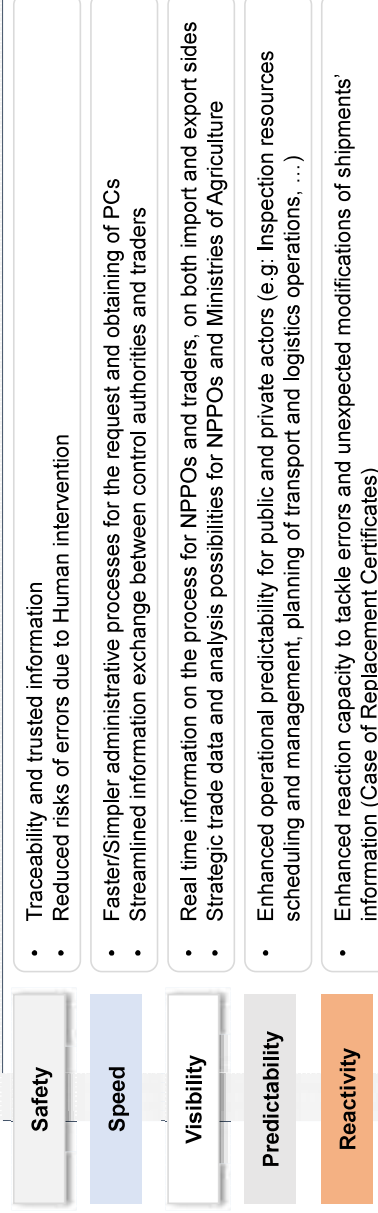 Safety
• Traceability and trusted information
• Reduced risks of errors due to Human intervention
Speed
• Faster/Simpler administrative processes for the request and obtaining of PCs
• Streamlined information exchange between control authorities and traders
Visibility
• Real time information on the process for NPPOs and traders, on both import and export sides
• Strategic trade data and analysis possibilities for NPPOs and Ministries of Agriculture
Predictability
• Enhanced operational predictability for public and private actors (e.g: Inspection resources
scheduling and management, planning of transport and logistics operations, …)
Reactivity
• Enhanced reaction capacity to tackle errors and unexpected modifications of shipments’
information (Case of Replacement Certificates)